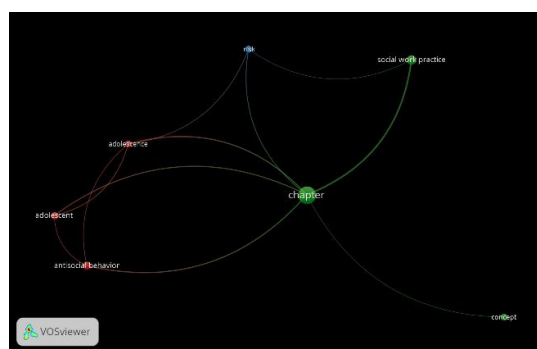 risk
social work practice
adolescence
chapter
adolescent
antisocial behavior
concept
VOSviewer